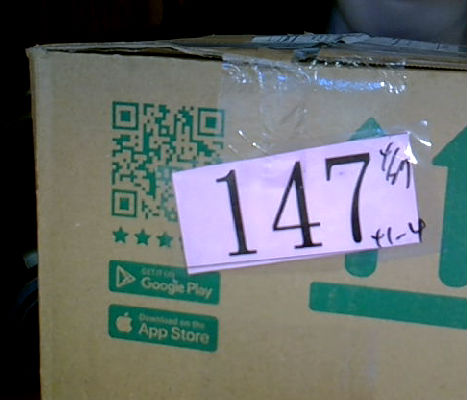 147
GET IT ON
Google Play
Download on the
App Store